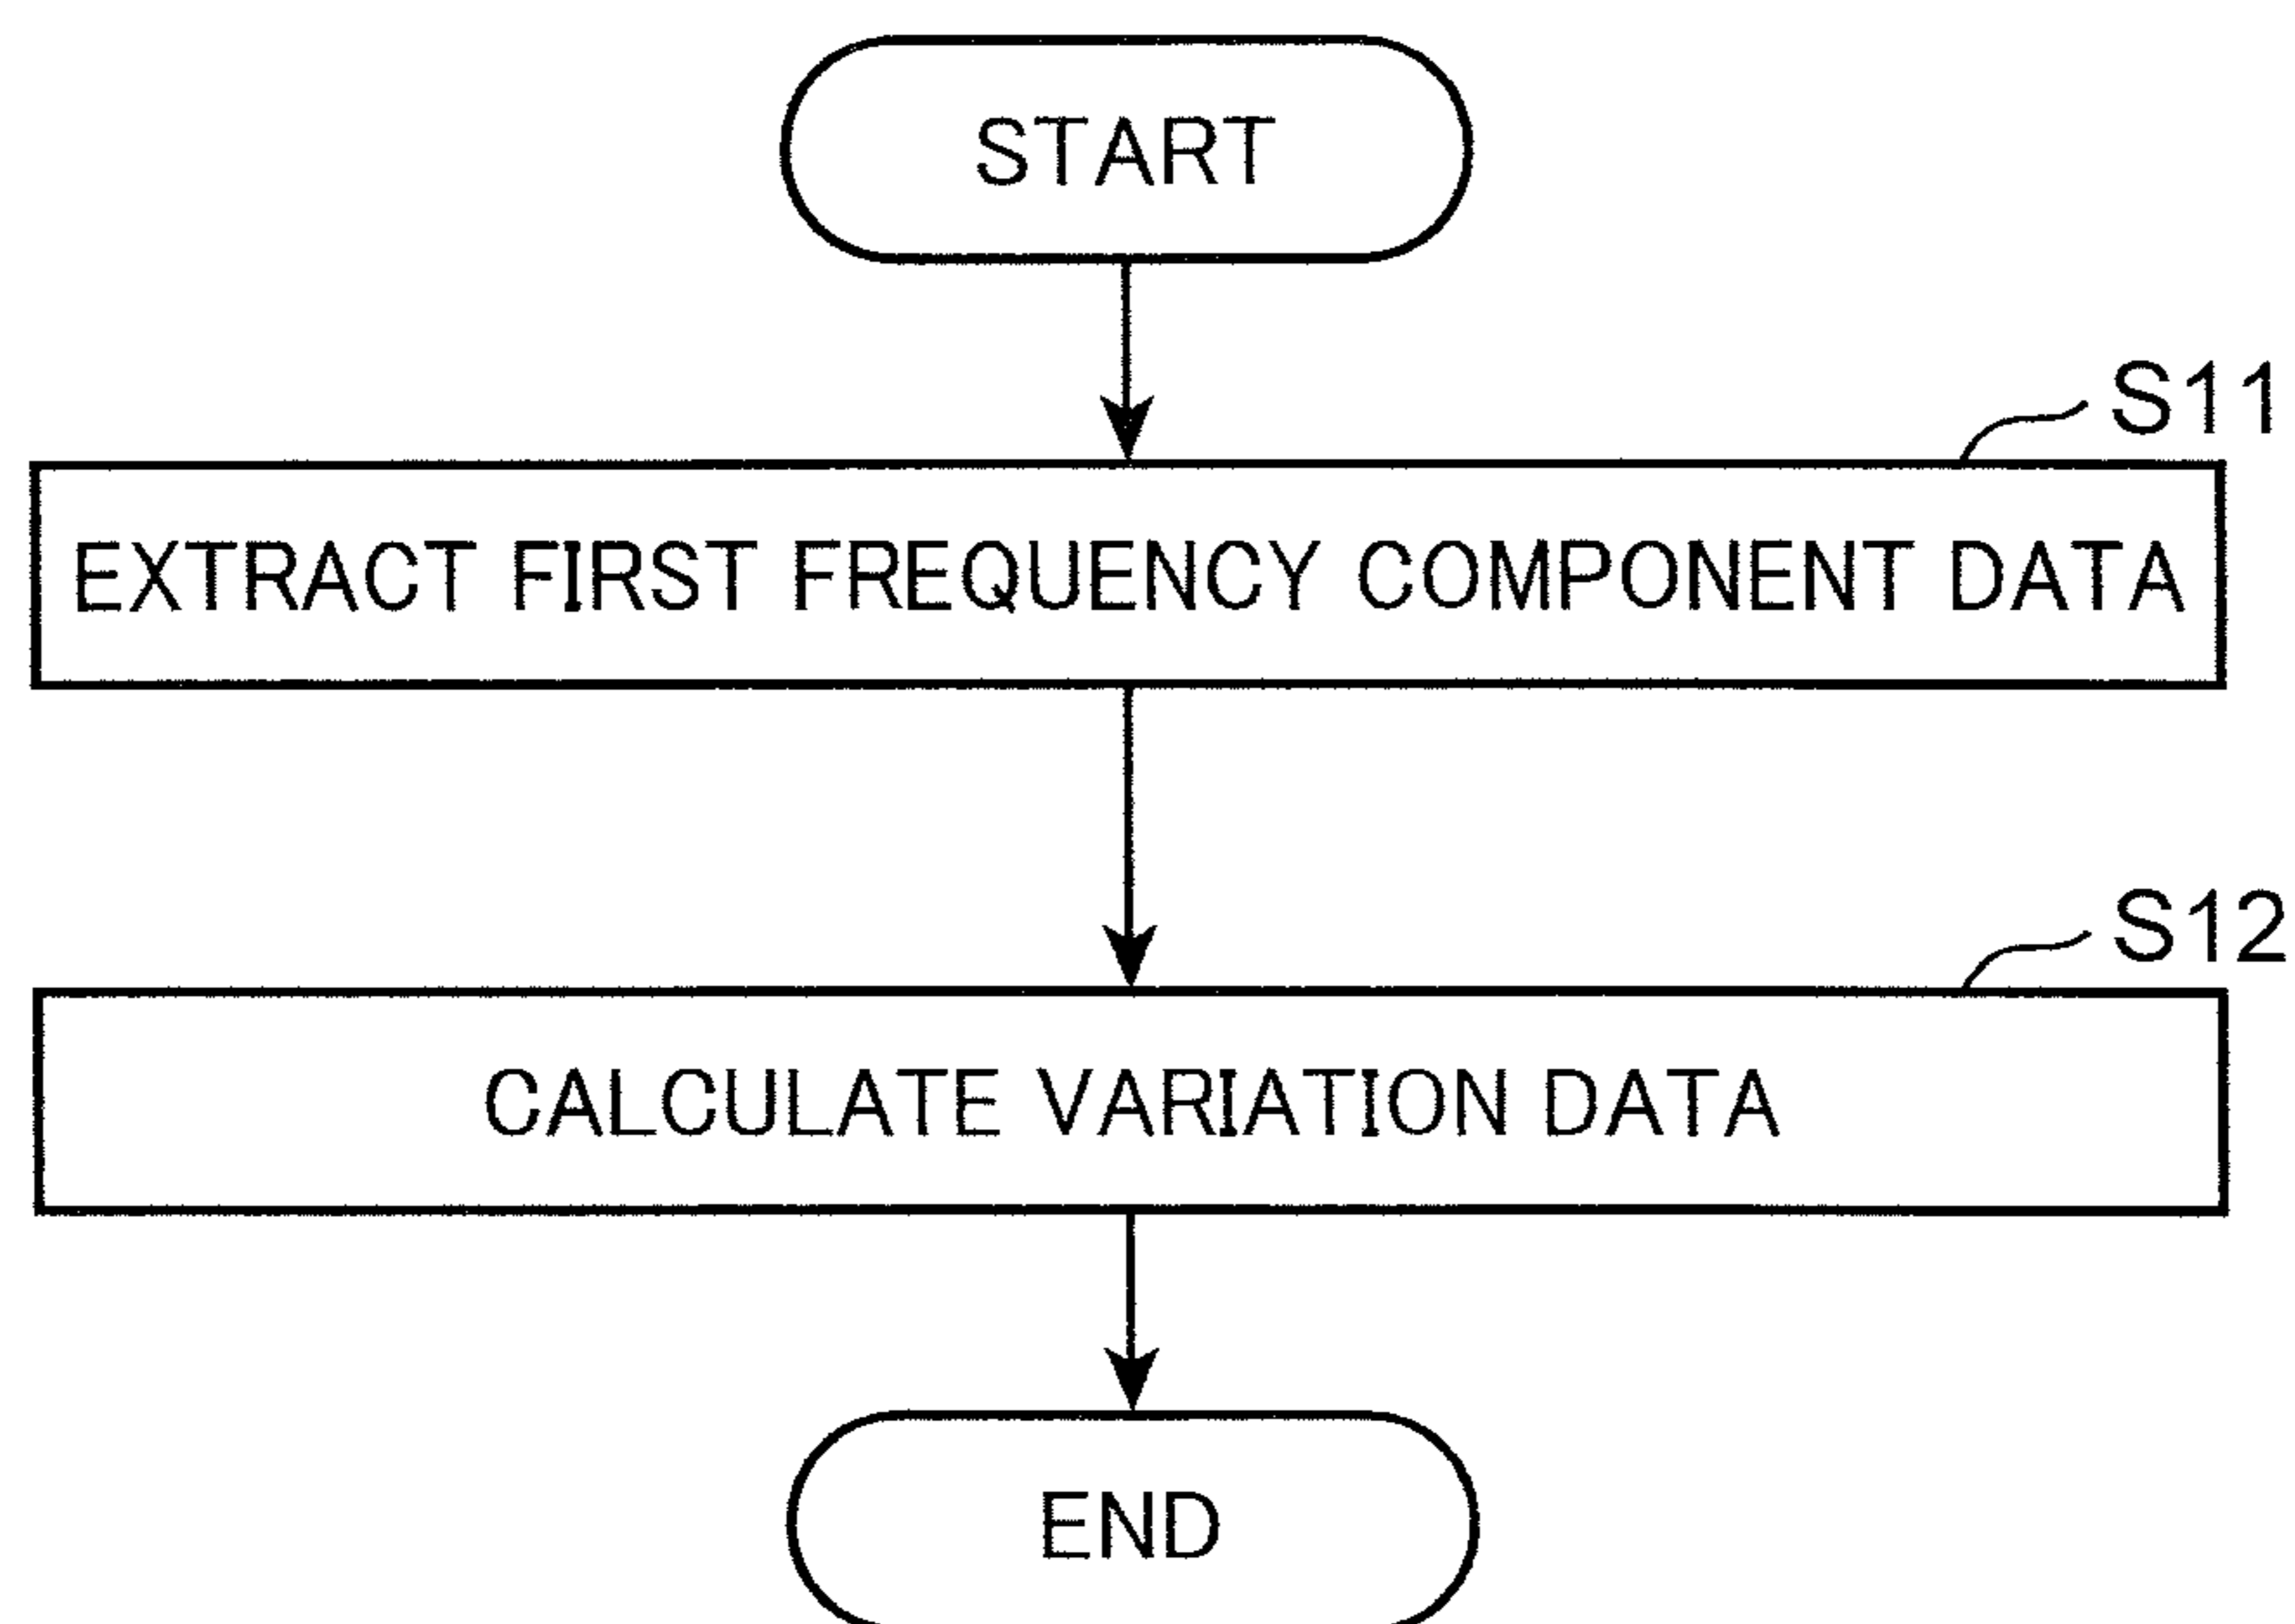 START
S11
EXTRACT FIRST FREQUENCY COMPONENT DATA
S12
CALCULATE VARIATION DATA
END